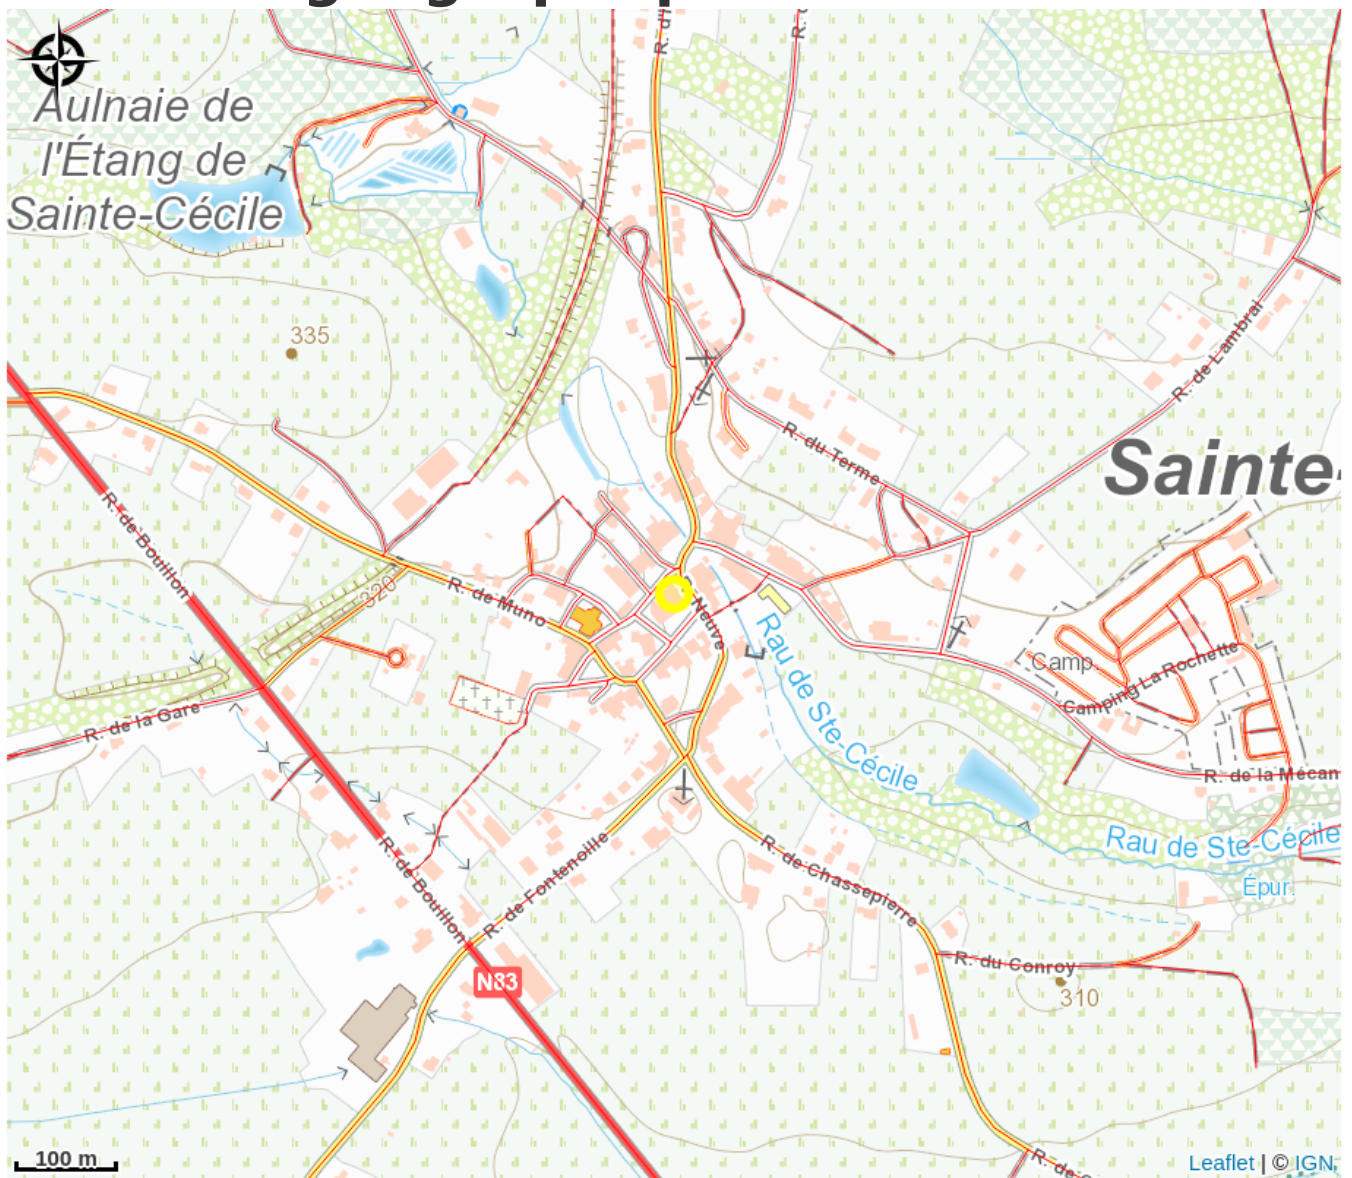 R. d'I
R. c
Aulnaie de
l'Étang de
Sainte-Cécile
335
R. de Lambrai
R. du Terme
Sainte-
R. de Bouillon
320
R. de Muno
R. Neuve
Rau de Ste-Cécile
Camp.
Camping La Rochette
R. de la Gare
R. de la Mécan
Rau de Ste-Cécile
Épur.
R. de Bouillon
R. de Fontenoille
R. de Chassepierre
R. du Conroy
N83
310
100 m
R. de C
Leaflet | © IGN